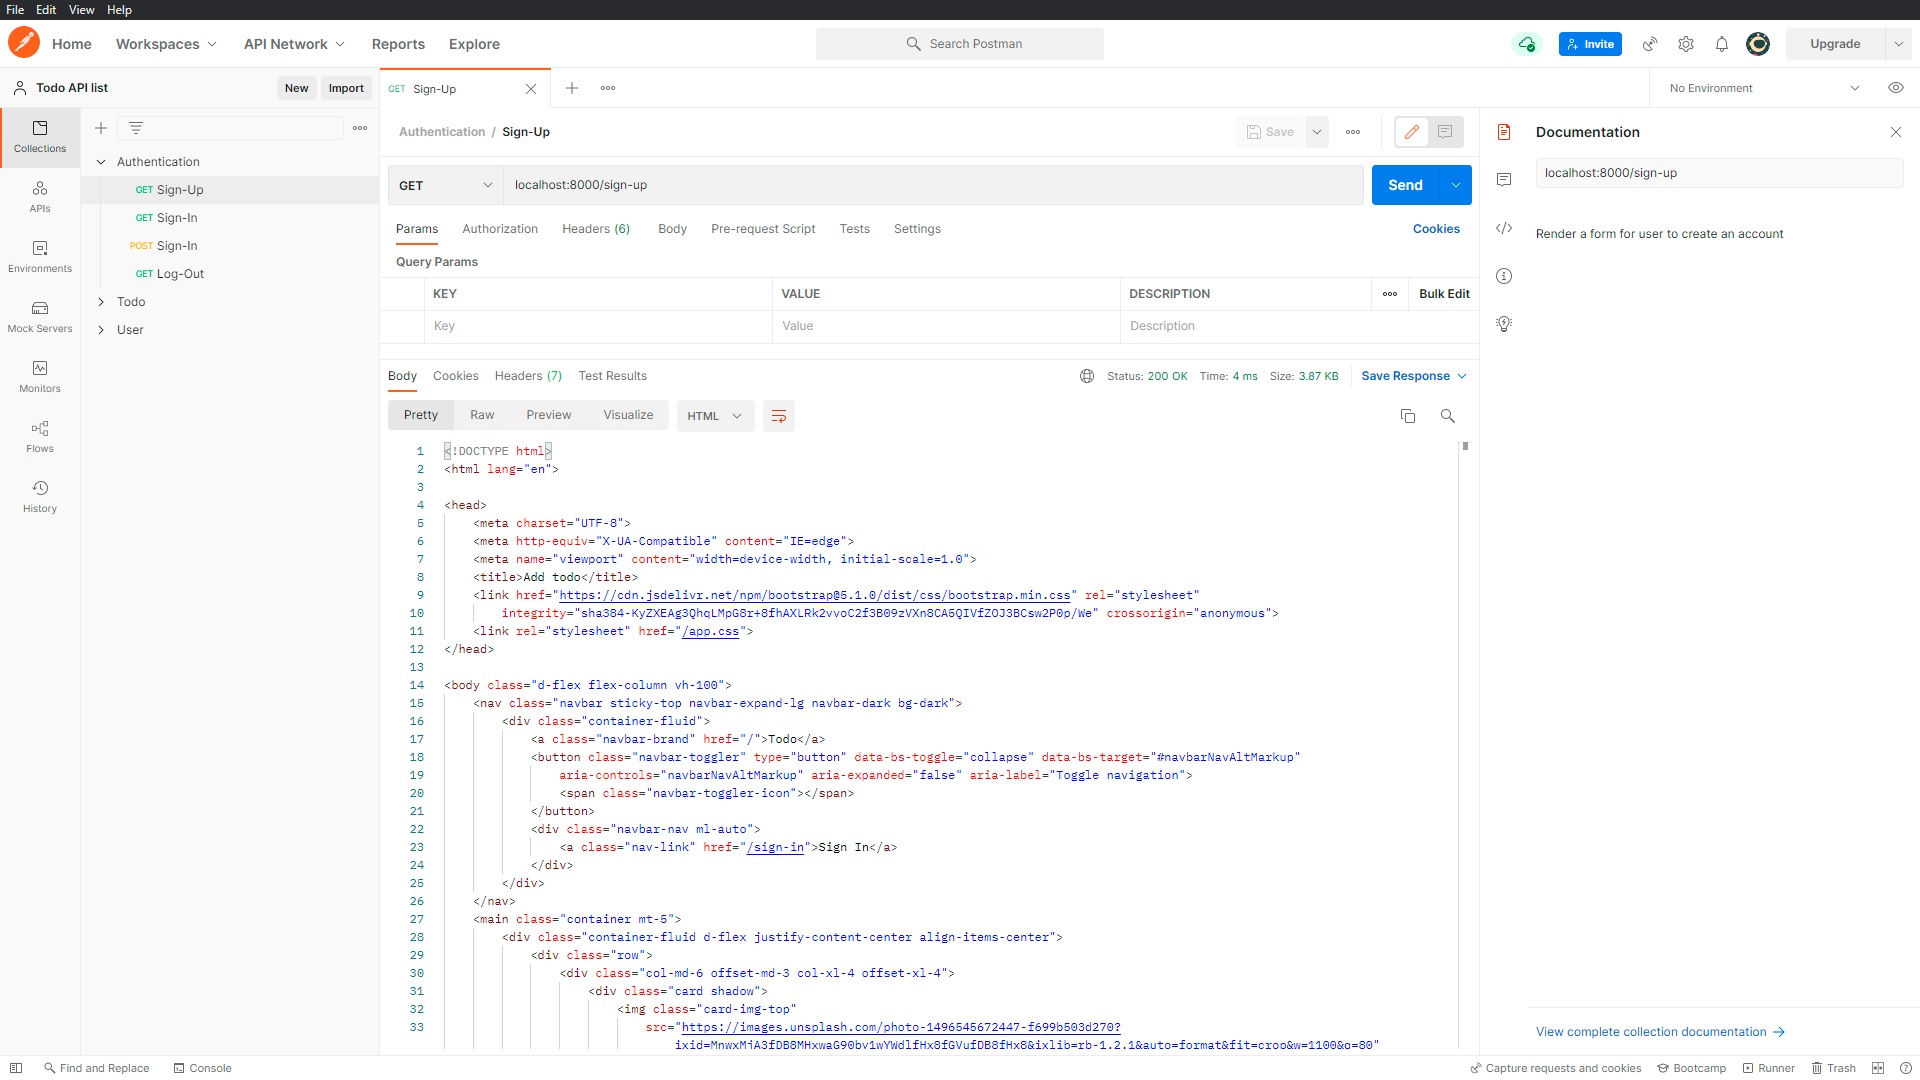 File Edit View Help
Home Workspaces API Network Reports Explore Search Postman Invite Upgrade
Todo API list New Import GET Sign-Up No Environment
Authentication / Sign-Up Save Documentation
Collections
APIs
Environments
Mock Servers
Monitors
Flows
History
Authentication
GET Sign-Up
GET Sign-In
POST Sign-In
GET Log-Out
Todo
User
GET localhost:8000/sign-up Send
Params Authorization Headers (6) Body Pre-request Script Tests Settings Cookies
Query Params
KEY VALUE DESCRIPTION Bulk Edit
Key Value Description
Body Cookies Headers (7) Test Results Status: 200 OK Time: 4 ms Size: 3.87 KB Save Response
Pretty Raw Preview Visualize HTML
1 <!DOCTYPE html>
2 <html lang="en">
3
4 <head>
5 <meta charset="UTF-8">
6 <meta http-equiv="X-UA-Compatible" content="IE=edge">
7 <meta name="viewport" content="width=device-width, initial-scale=1.0">
8 <title>Add todo</title>
9 <link href="https://cdn.jsdelivr.net/npm/bootstrap@5.1.0/dist/css/bootstrap.min.css" rel="stylesheet"
10 integrity="sha384-KyZXEAg3QhqLMpG8r+8fhAXLRk2vvoC2f3B09zVXn8CA5QIVfZOJ3BCsw2P0p/We" crossorigin="anonymous">
11 <link rel="stylesheet" href="/app.css">
12 </head>
13
14 <body class="d-flex flex-column vh-100">
15 <nav class="navbar sticky-top navbar-expand-lg navbar-dark bg-dark">
16 <div class="container-fluid">
17 <a class="navbar-brand" href="/">Todo</a>
18 <button class="navbar-toggler" type="button" data-bs-toggle="collapse" data-bs-target="#navbarNavAltMarkup"
19 aria-controls="navbarNavAltMarkup" aria-expanded="false" aria-label="Toggle navigation">
20 <span class="navbar-toggler-icon"></span>
21 </button>
22 <div class="navbar-nav ml-auto">
23 <a class="nav-link" href="/sign-in">Sign In</a>
24 </div>
25 </div>
26 </nav>
27 <main class="container mt-5">
28 <div class="container-fluid d-flex justify-content-center align-items-center">
29 <div class="row">
30 <div class="col-md-6 offset-md-3 col-xl-4 offset-xl-4">
31 <div class="card shadow">
32 <img class="card-img-top"
33 src="https://images.unsplash.com/photo-1496545672447-f699b503d270?
ixid=MnwxMjA3fDB8MHxwaG90by1wYWdlfHx8fGVufDB8fHx8&ixlib=rb-1.2.1&auto=format&fit=crop&w=1100&q=80"
localhost:8000/sign-up
Render a form for user to create an account
View complete collection documentation
Find and Replace Console Capture requests and cookies Bootcamp Runner Trash